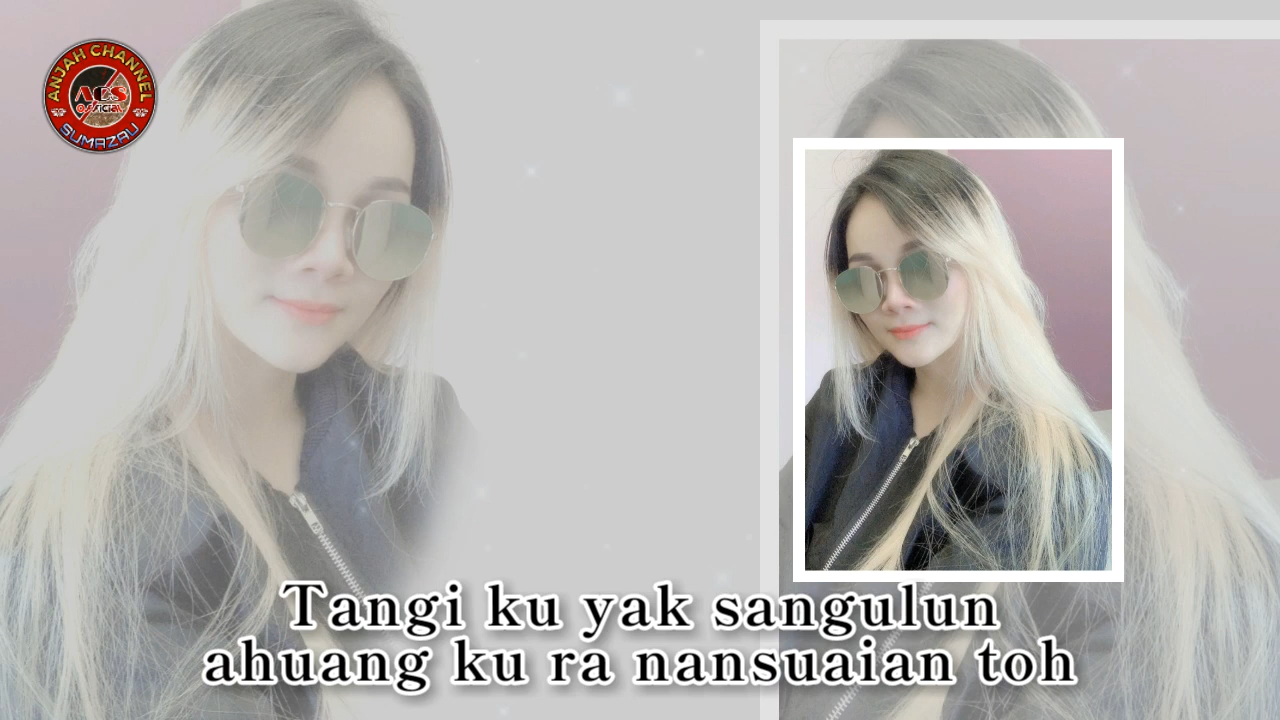 ANJAH CHANNEL
ACS
OFFICIAL
SUMAZAU
Tangi ku yak sangulun
ahuang ku ra nansuaian toh